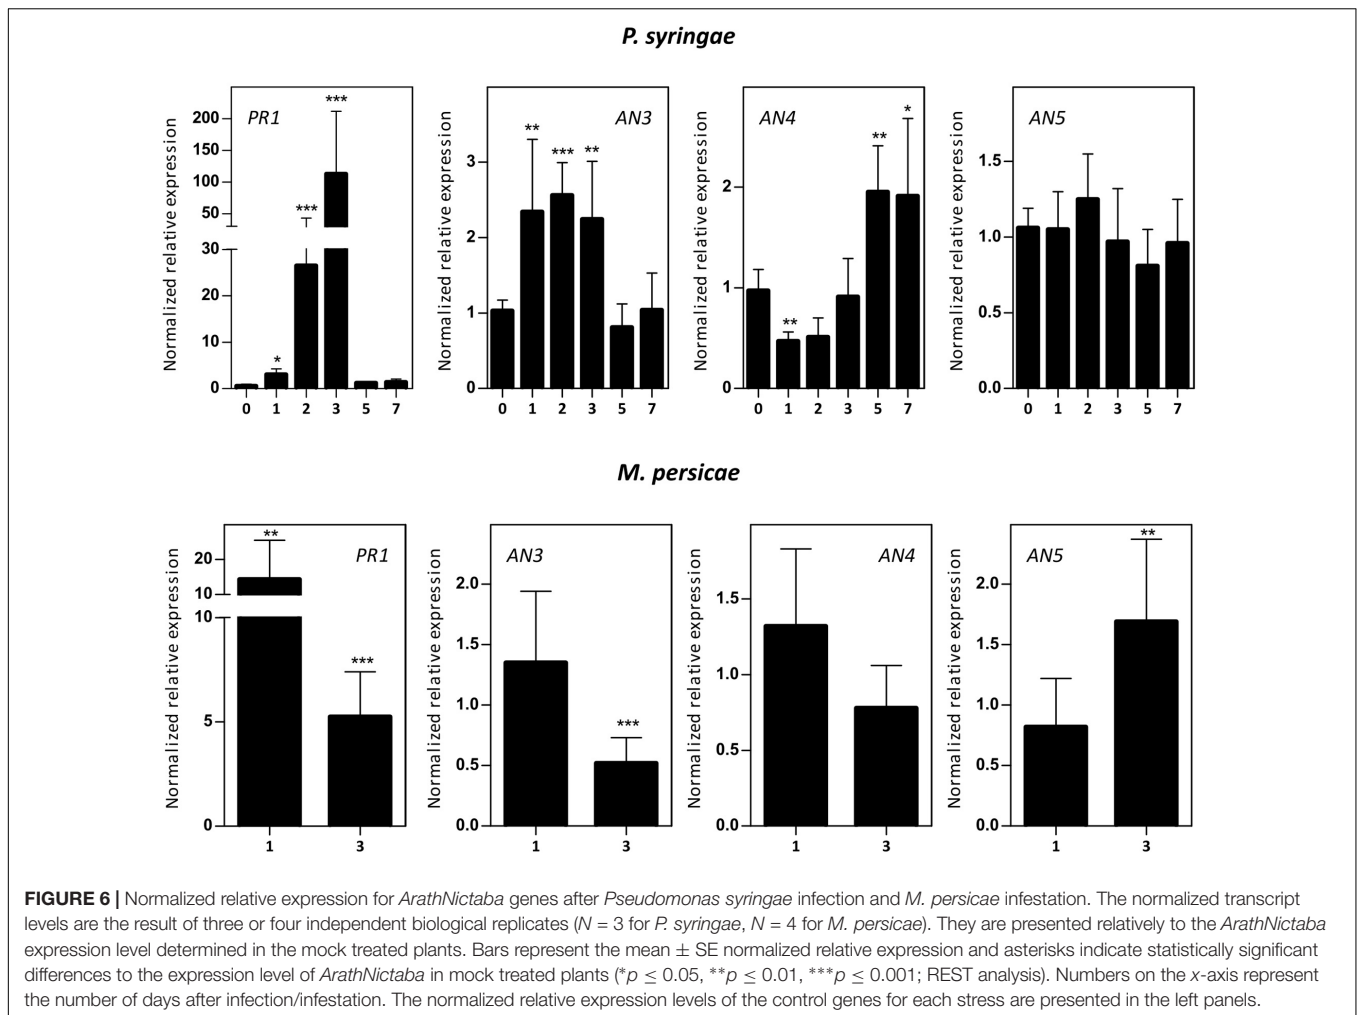 P. syringae
Normalized relative expression
PR1
200
150
100
50
30
20
10
0
*
***
***
0 1 2 3 5 7
Normalized relative expression
AN3
3
2
1
0
**
***
**
0 1 2 3 5 7
Normalized relative expression
AN4
2
1
0
**
**
*
0 1 2 3 5 7
Normalized relative expression
AN5
1.5
1.0
0.5
0.0
0 1 2 3 5 7
M. persicae
Normalized relative expression
PR1
20
10
10
5
0
**
***
1 3
Normalized relative expression
AN3
2.0
1.5
1.0
0.5
0.0
***
1 3
Normalized relative expression
AN4
1.5
1.0
0.5
0.0
1 3
Normalized relative expression
AN5
2.0
1.5
1.0
0.5
0.0
**
1 3
FIGURE 6 | Normalized relative expression for ArathNictaba genes after Pseudomonas syringae infection and M. persicae infestation. The normalized transcript
levels are the result of three or four independent biological replicates (N = 3 for P. syringae, N = 4 for M. persicae). They are presented relatively to the ArathNictaba
expression level determined in the mock treated plants. Bars represent the mean ± SE normalized relative expression and asterisks indicate statistically significant
differences to the expression level of ArathNictaba in mock treated plants (*p ≤ 0.05, **p ≤ 0.01, ***p ≤ 0.001; REST analysis). Numbers on the x-axis represent
the number of days after infection/infestation. The normalized relative expression levels of the control genes for each stress are presented in the left panels.